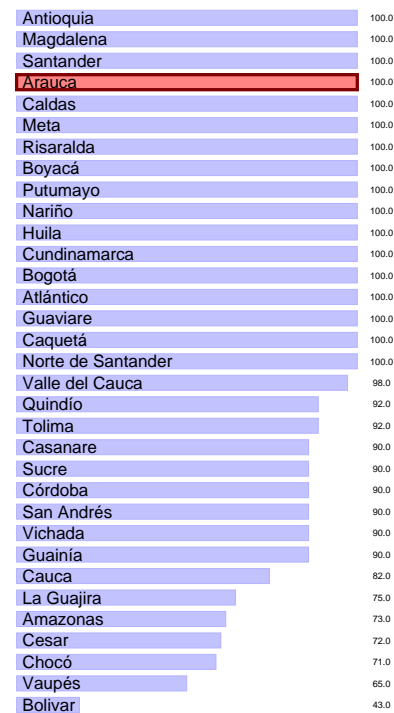 Antioquia 100.0
Magdalena 100.0
Santander 100.0
Arauca 100.0
Caldas 100.0
Meta 100.0
Risaralda 100.0
Boyacá 100.0
Putumayo 100.0
Nariño 100.0
Huila 100.0
Cundinamarca 100.0
Bogotá 100.0
Atlántico 100.0
Guaviare 100.0
Caquetá 100.0
Norte de Santander 100.0
Valle del Cauca 98.0
Quindío 92.0
Tolima 92.0
Casanare 90.0
Sucre 90.0
Córdoba 90.0
San Andrés 90.0
Vichada 90.0
Guainía 90.0
Cauca 82.0
La Guajira 75.0
Amazonas 73.0
Cesar 72.0
Chocó 71.0
Vaupés 65.0
Bolivar 43.0